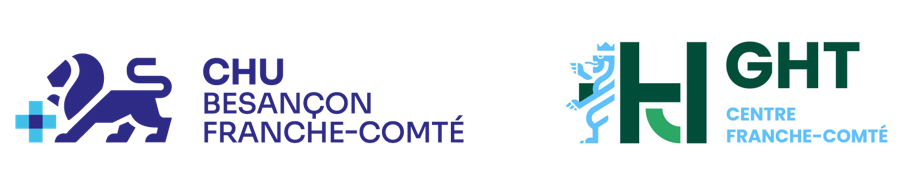 CHU
BESANÇON
FRANCHE-COMTÉ
H
GHT
CENTRE
FRANCHE-COMTÉ